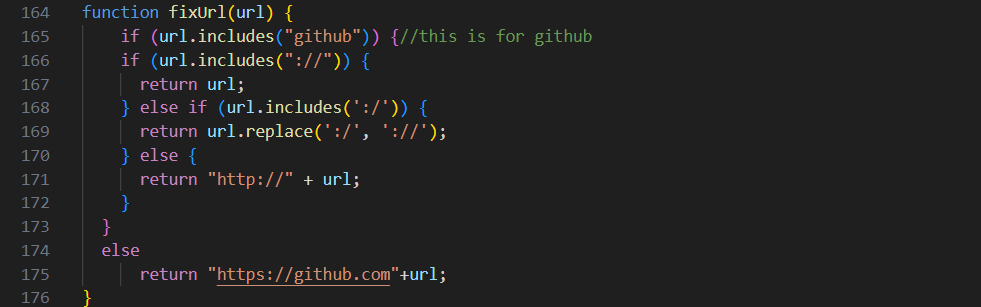 164 function fixUrl(url) {
165 if (url.includes("github")) {//this is for github
166 if (url.includes("://")) {
167 return url;
168 } else if (url.includes(':/')) {
169 return url.replace(':/', '://');
170 } else {
171 return "http://" + url;
172 }
173 }
174 else
175 return "https://github.com"+url;
176 }